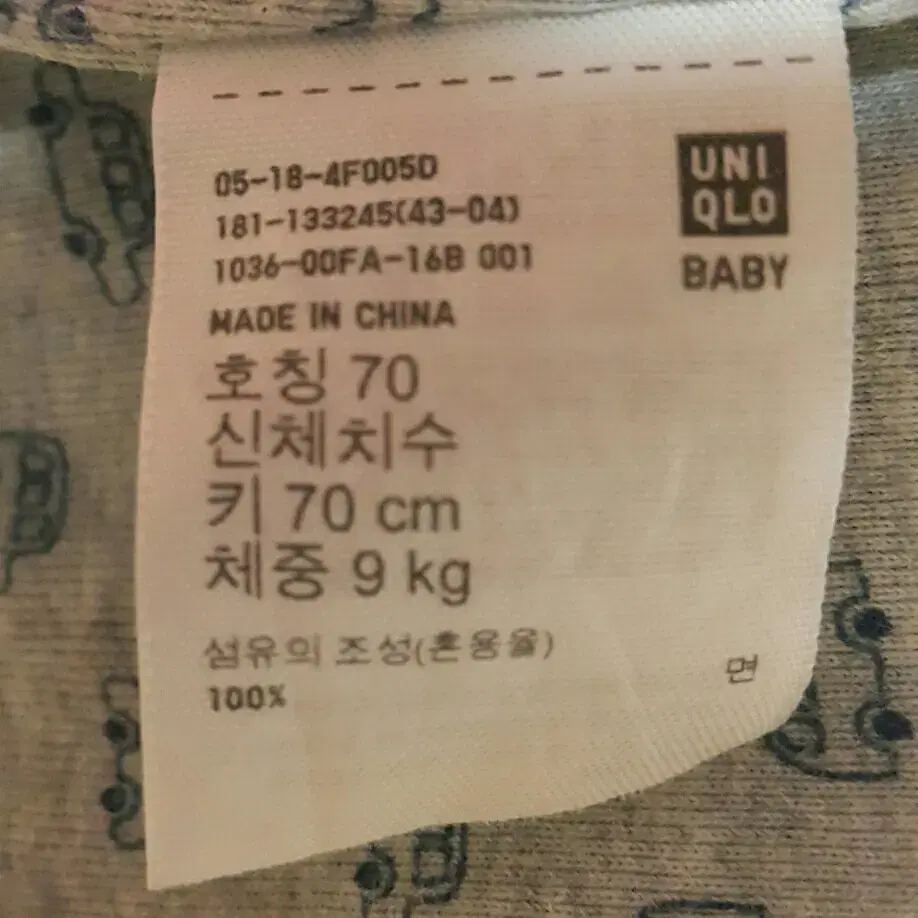 05-18-4F005D
181-133245(43-04)
1036-00FA-16B 001
MADE IN CHINA
UNI
QLO
BABY
호칭 70
신체치수
키 70 cm
체중 9 kg
섬유의 조성(혼용율)
100% 면